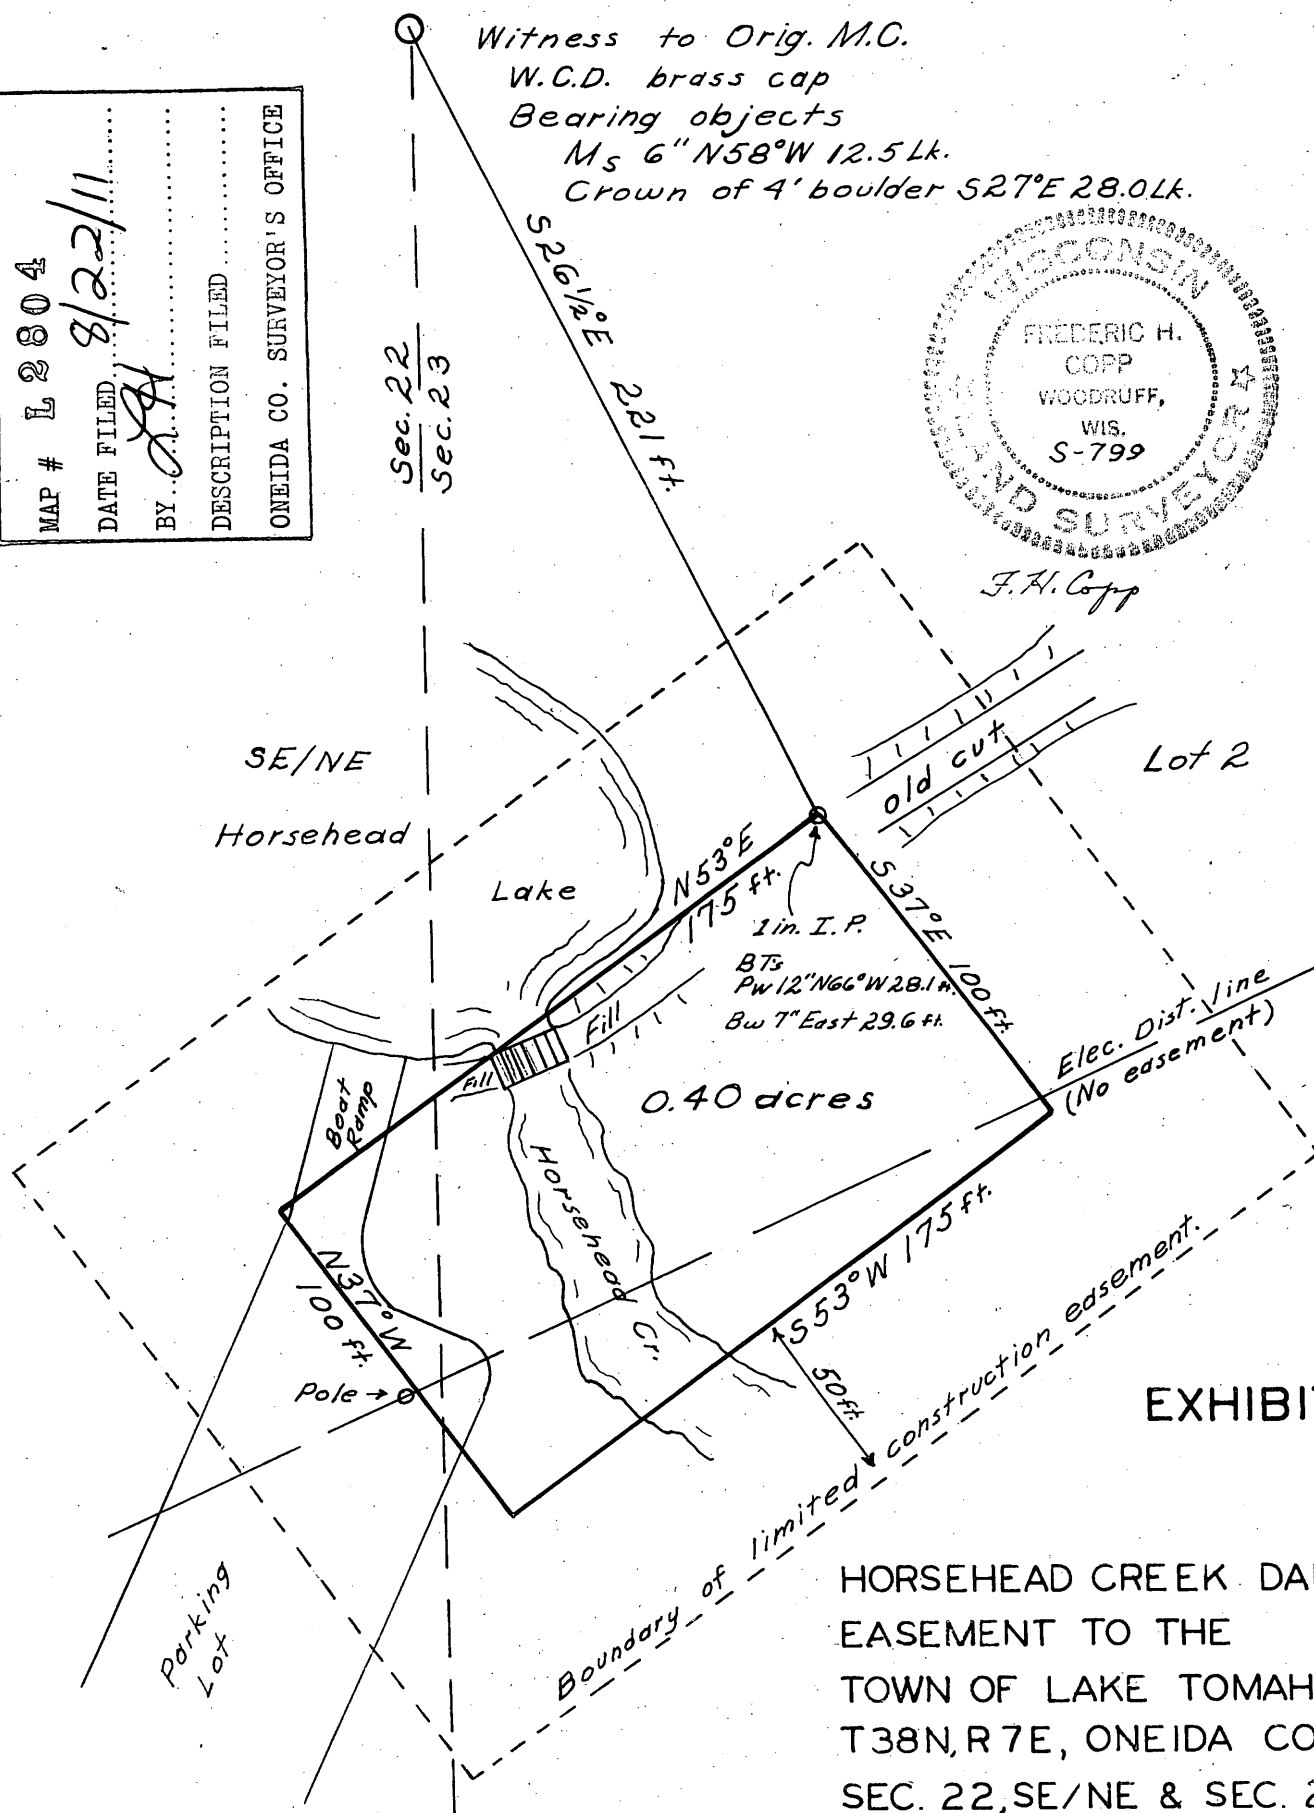 Witness to Orig. M.C.
W.C.D. brass cap
Bearing objects
Ms 6" N58°W 12.5 Lk.
Crown of 4' boulder S27°E 28.0 Lk.
MAP # L2804
DATE FILED 8/22/11
BY
DESCRIPTION FILED
ONEIDA CO. SURVEYOR'S OFFICE
S26 1/2°E 221 ft.
Sec. 22
Sec. 23
WISCONSIN
FREDERIC H.
COPP
WOODRUFF,
WIS.
S-799
LAND SURVEYOR
F.H. Copp
SE/NE
Horsehead
Lake
old cut
Lot 2
N53°E
175 ft.
1 in. I.P.
BTs
Pw 12" N66°W 28.1 ft.
Bw 7" East 29.6 ft.
S37°E 100 ft.
Fill
Fill
Boat
Ramp
0.40 acres
Elec. Dist. line
(No easement)
Horsehead Cr.
N37°W
100 ft.
S53°W 175 ft.
50 ft.
Pole
Boundary of limited construction easement.
Parking
Lot
EXHIBIT
HORSEHEAD CREEK DA
EASEMENT TO THE
TOWN OF LAKE TOMAH
T38N, R7E, ONEIDA CO
SEC. 22, SE/NE & SEC. 2